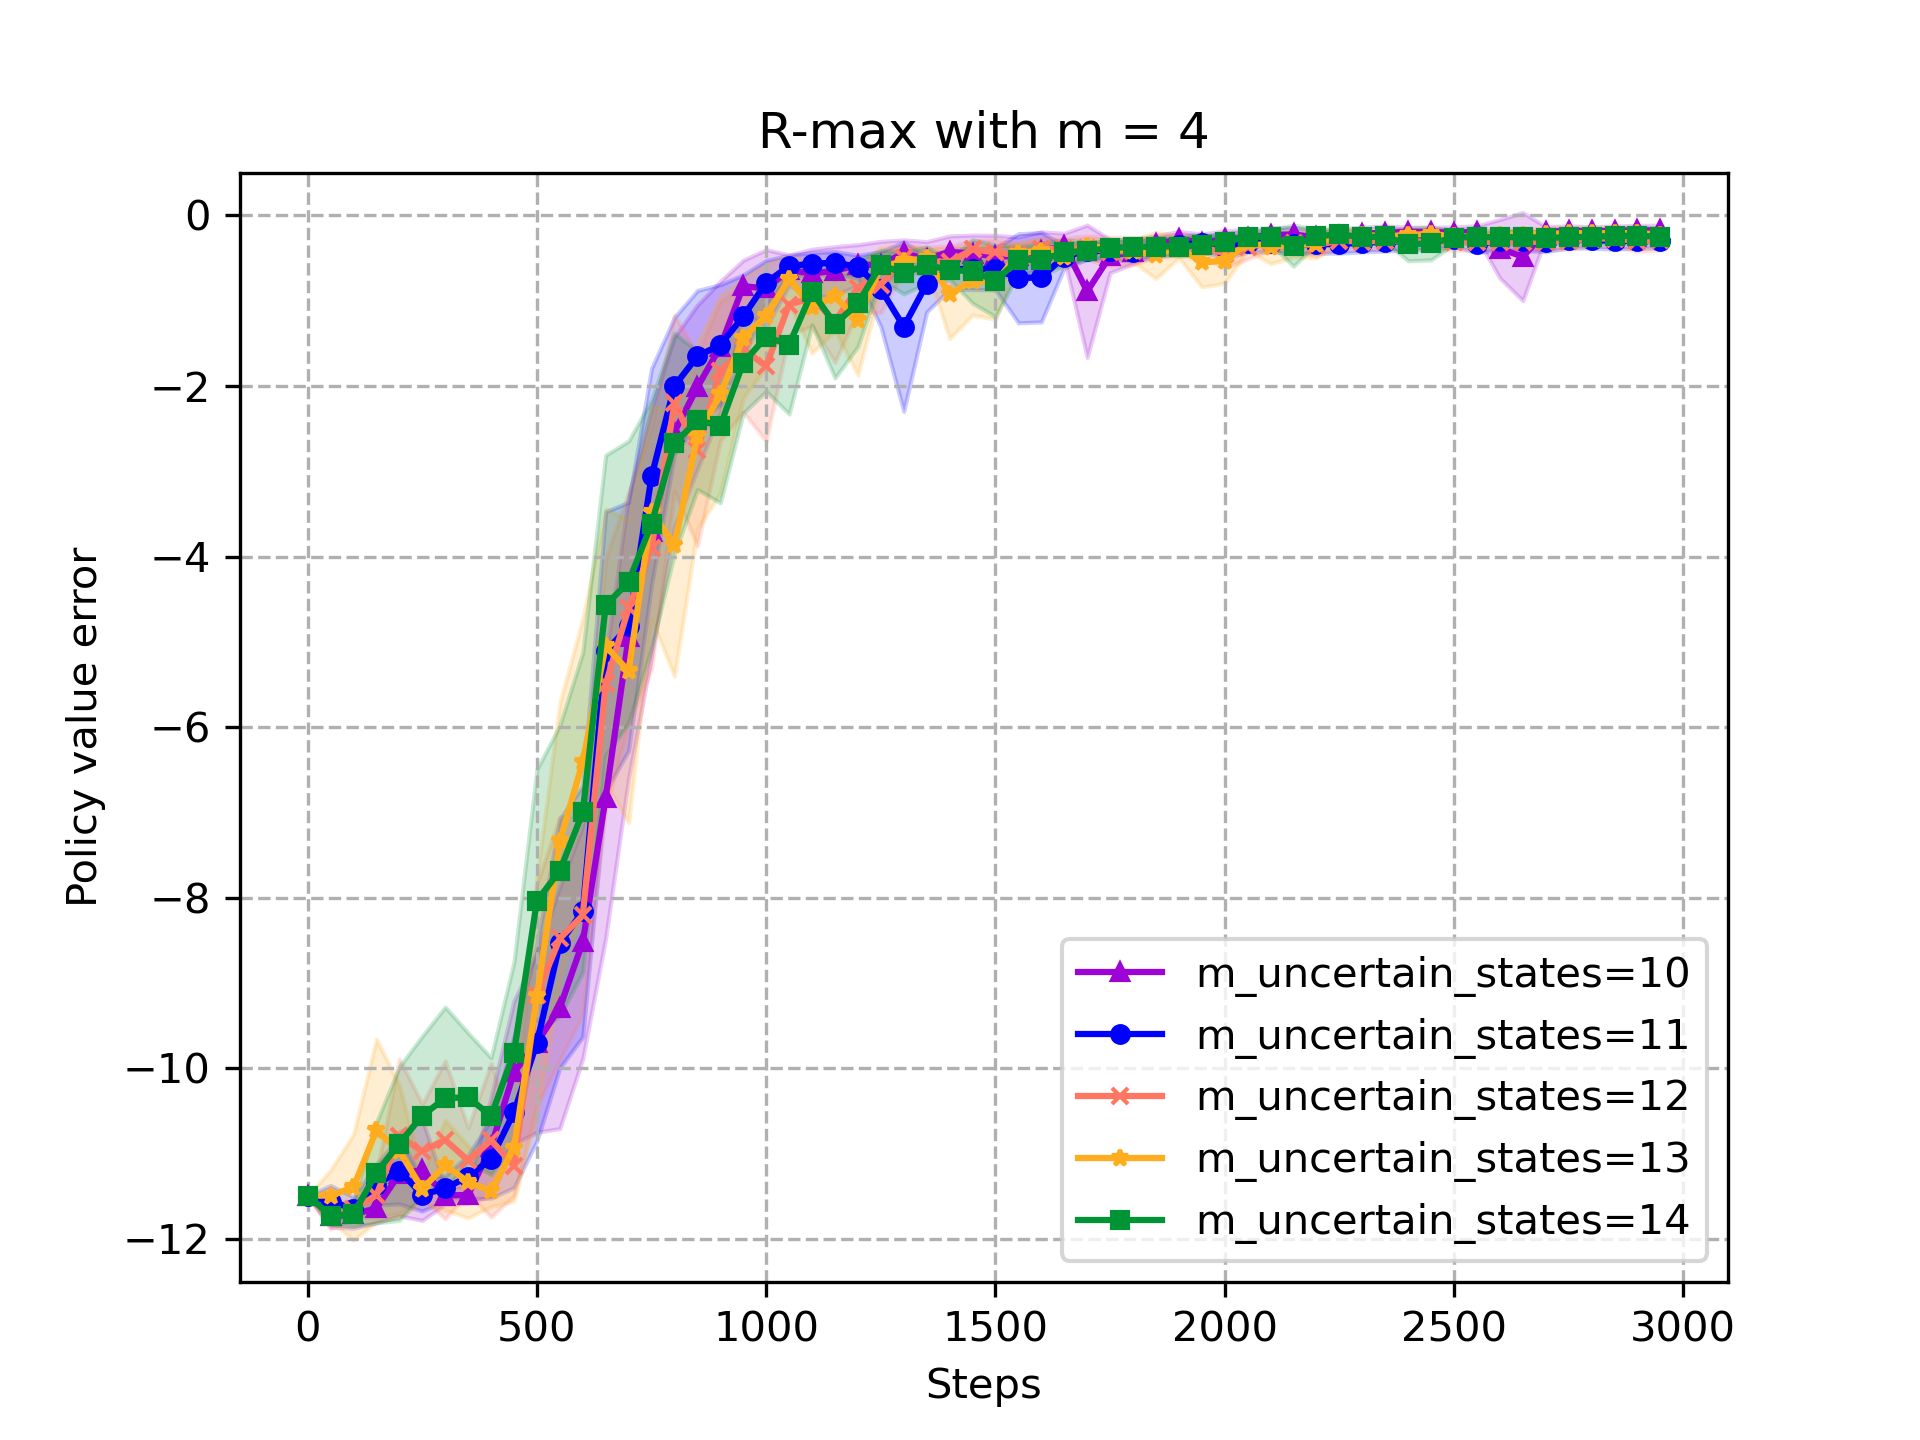 R-max with m = 4
Policy value error
0
−2
−4
−6
−8
−10
−12
m_uncertain_states=10
m_uncertain_states=11
m_uncertain_states=12
m_uncertain_states=13
m_uncertain_states=14
0 500 1000 1500 2000 2500 3000
Steps